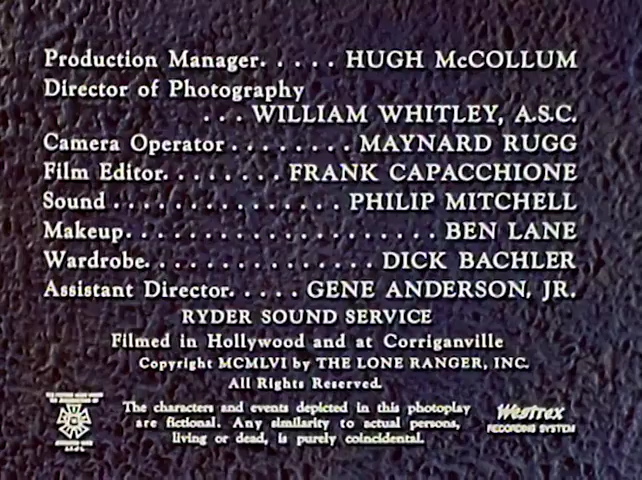 Production Manager. . . . . HUGH McCOLLUM
Director of Photography
. . . WILLIAM WHITLEY, A.S.C.
Camera Operator . . . . . . . . MAYNARD RUGG
Film Editor. . . . . . . . FRANK CAPACCHIONE
Sound . . . . . . . . . . . . . . . PHILIP MITCHELL
Makeup. . . . . . . . . . . . . . . . . . . . . BEN LANE
Wardrobe. . . . . . . . . . . . . . . DICK BACHLER
Assistant Director. . . . . GENE ANDERSON, JR.
RYDER SOUND SERVICE
Filmed in Hollywood and at Corriganville
Copyright MCMLVI by THE LONE RANGER, INC.
All Rights Reserved.
The characters and events depicted in this photoplay
are fictional. Any similarity to actual persons,
living or dead, is purely coincidental.
Westrex
RECORDING SYSTEM